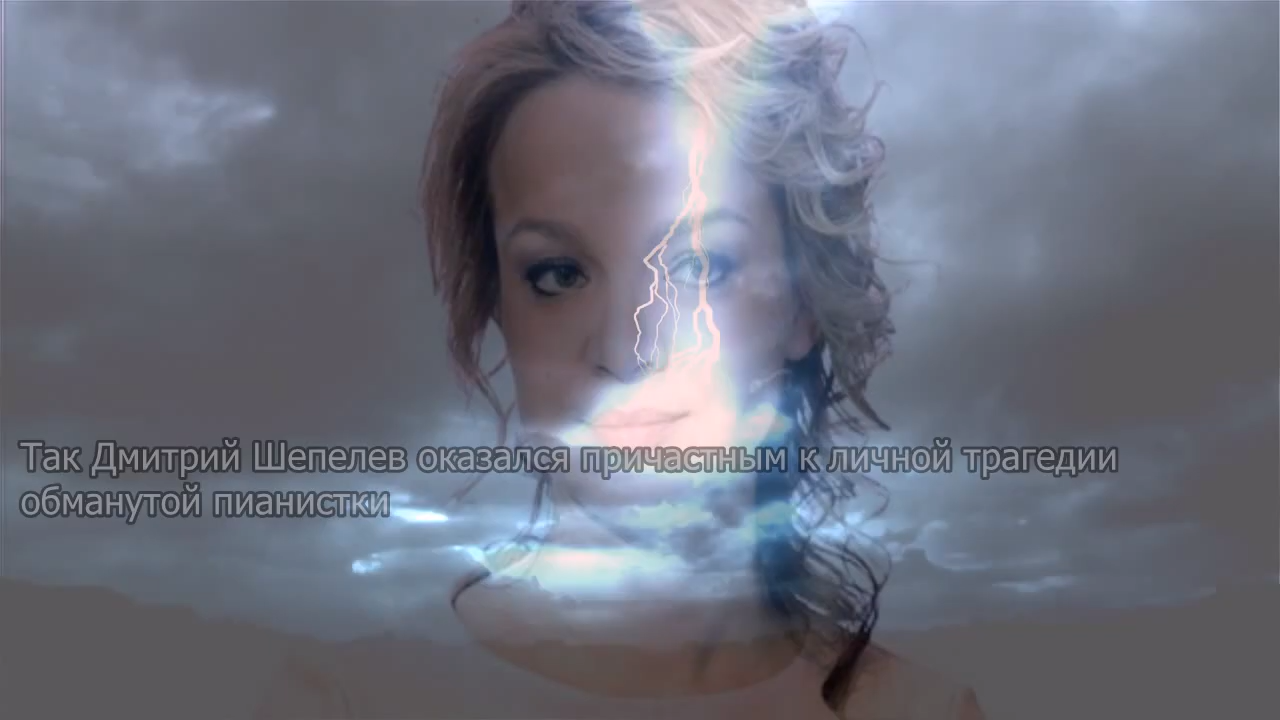 Так Дмитрий Шепелев оказался причастным к личной трагедии
обманутой пианистки